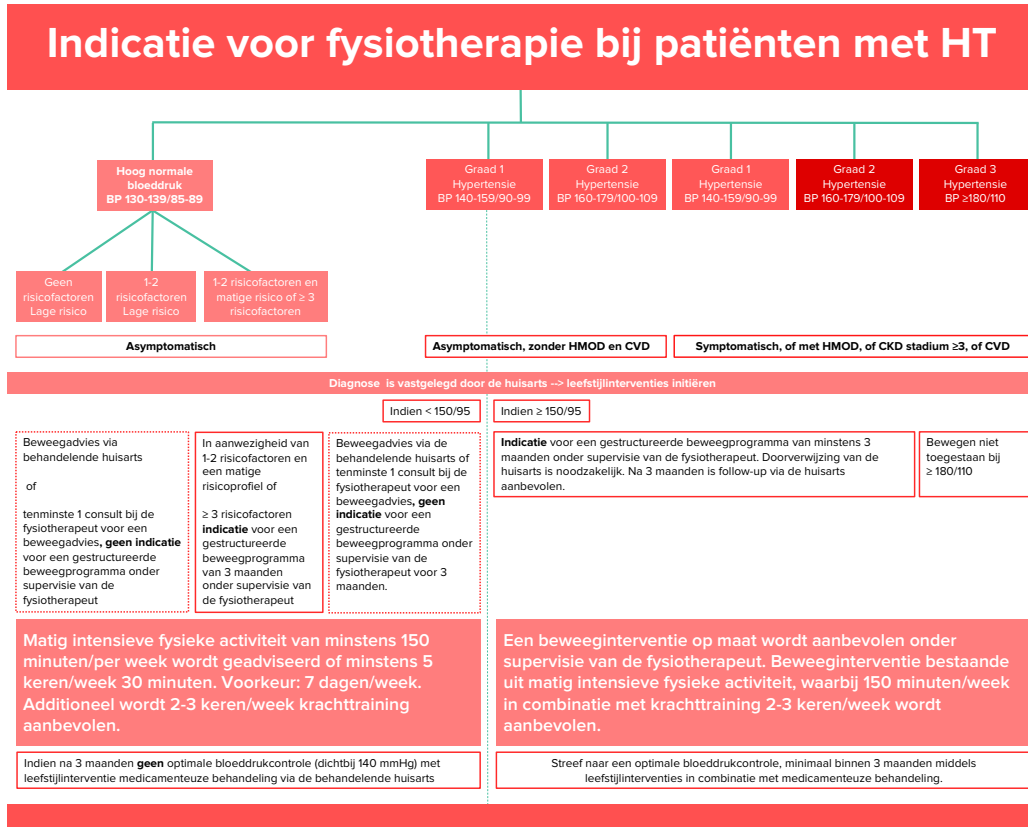 Indicatie voor fysiotherapie bij patiënten met HT
Hoog normale
bloeddruk
BP 130-139/85-89
Graad 1
Hypertensie
BP 140-159/90-99
Graad 2
Hypertensie
BP 160-179/100-109
Graad 1
Hypertensie
BP 140-159/90-99
Graad 2
Hypertensie
BP 160-179/100-109
Graad 3
Hypertensie
BP ≥180/110
Geen
risicofactoren
Lage risico
1-2
risicofactoren
Lage risico
1-2 risicofactoren en
matige risico of ≥ 3
risicofactoren
Asymptomatisch
Asymptomatisch, zonder HMOD en CVD
Symptomatisch, of met HMOD, of CKD stadium ≥3, of CVD
Diagnose is vastgelegd door de huisarts --> leefstijlinterventies initiëren
Indien < 150/95
Indien ≥ 150/95
Beweegadvies via
behandelende huisarts
of
tenminste 1 consult bij de
fysiotherapeut voor een
beweegadvies, geen indicatie
voor een gestructureerde
beweegprogramma onder
supervisie van de
fysiotherapeut
In aanwezigheid van
1-2 risicofactoren en
een matige
risicoprofiel of
≥ 3 risicofactoren
indicatie voor een
gestructureerde
beweegprogramma
van 3 maanden
onder supervisie van
de fysiotherapeut
Beweegadvies via de
behandelende huisarts of
tenminste 1 consult bij de
fysiotherapeut voor een
beweegadvies, geen
indicatie voor een
gestructureerde
beweegprogramma onder
supervisie van de
fysiotherapeut voor 3
maanden.
Indicatie voor een gestructureerde beweegprogramma van minstens 3
maanden onder supervisie van de fysiotherapeut. Doorverwijzing van de
huisarts is noodzakelijk. Na 3 maanden is follow-up via de huisarts
aanbevolen.
Bewegen niet
toegestaan bij
≥ 180/110
Matig intensieve fysieke activiteit van minstens 150
minuten/per week wordt geadviseerd of minstens 5
keren/week 30 minuten. Voorkeur: 7 dagen/week.
Additioneel wordt 2-3 keren/week krachttraining
aanbevolen.
Een beweeginterventie op maat wordt aanbevolen onder
supervisie van de fysiotherapeut. Beweeginterventie bestaande
uit matig intensieve fysieke activiteit, waarbij 150 minuten/week
in combinatie met krachttraining 2-3 keren/week wordt
aanbevolen.
Indien na 3 maanden geen optimale bloeddrukcontrole (dichtbij 140 mmHg) met
leefstijlinterventie medicamenteuze behandeling via de behandelende huisarts
Streef naar een optimale bloeddrukcontrole, minimaal binnen 3 maanden middels
leefstijlinterventies in combinatie met medicamenteuze behandeling.